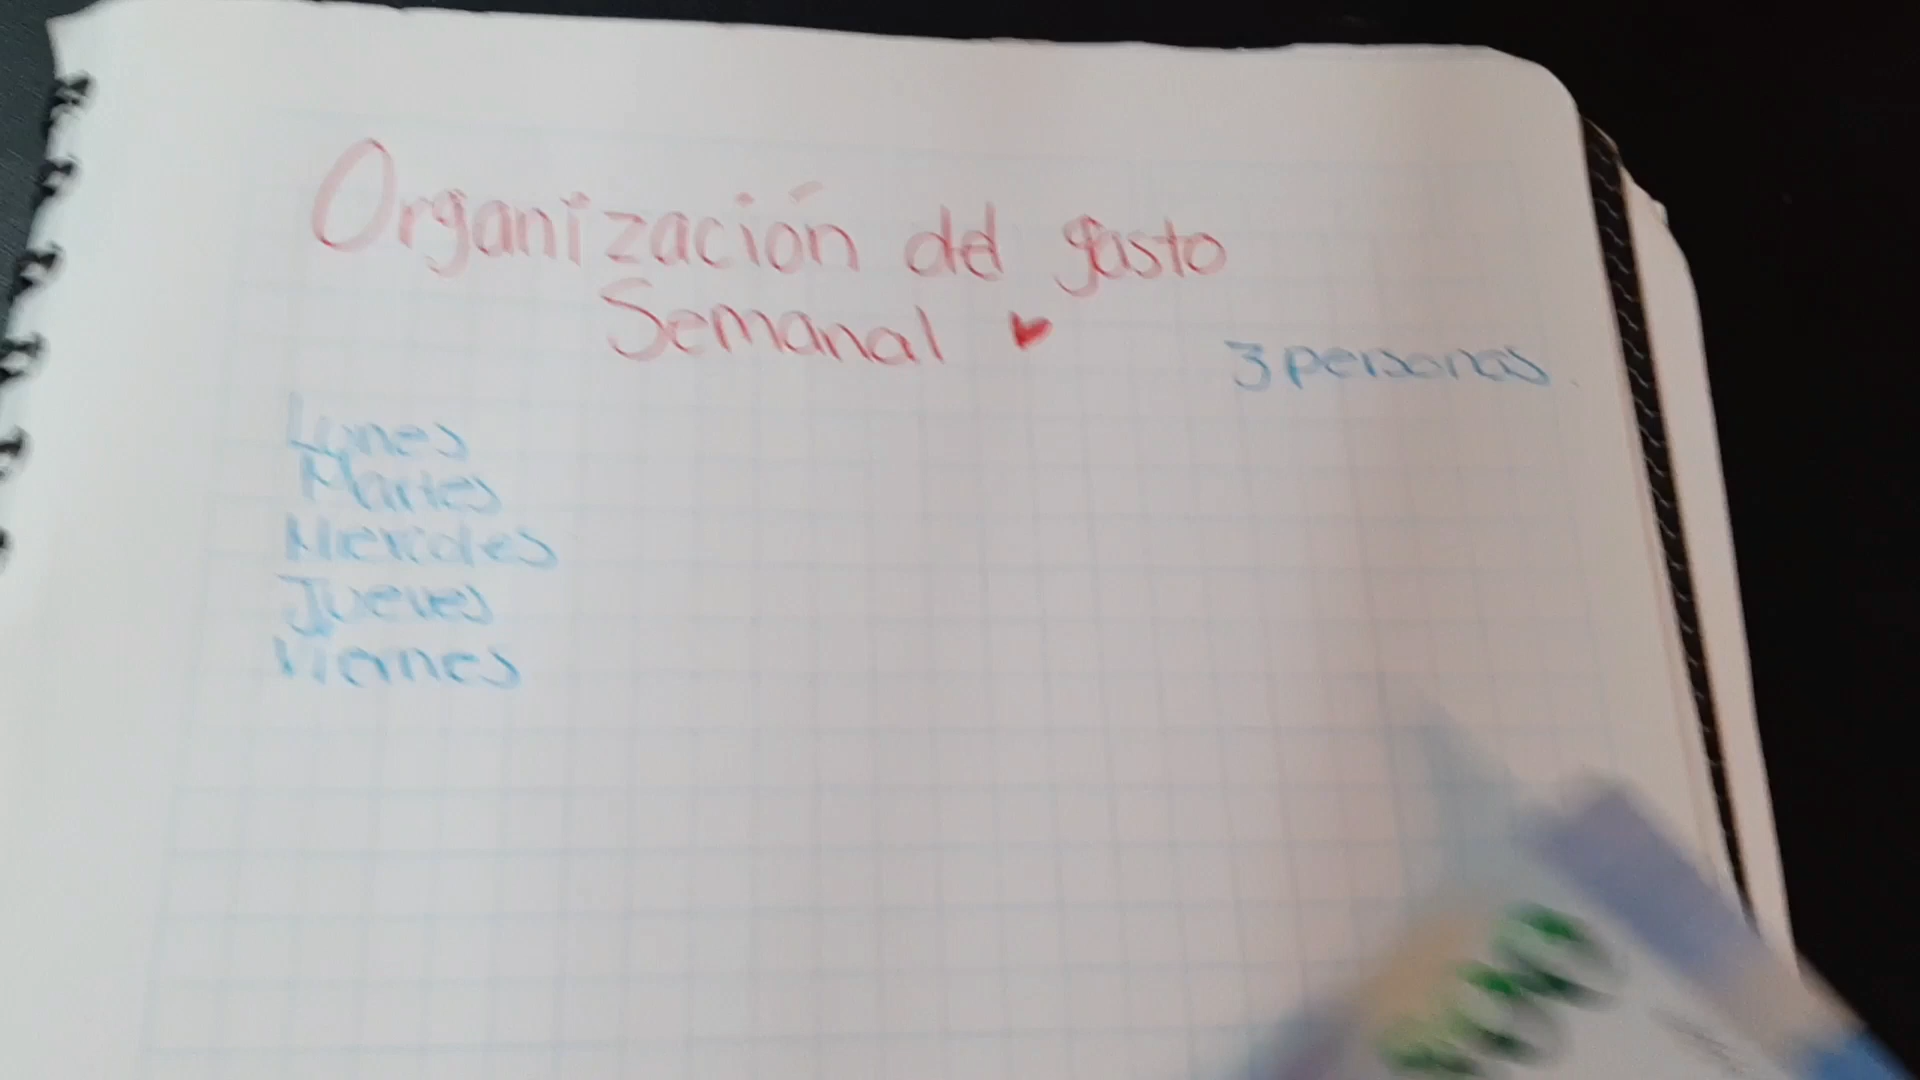 Organización del gasto
Semanal
3 personas.
Lunes
Martes
Miercoles
Jueves
Viernes